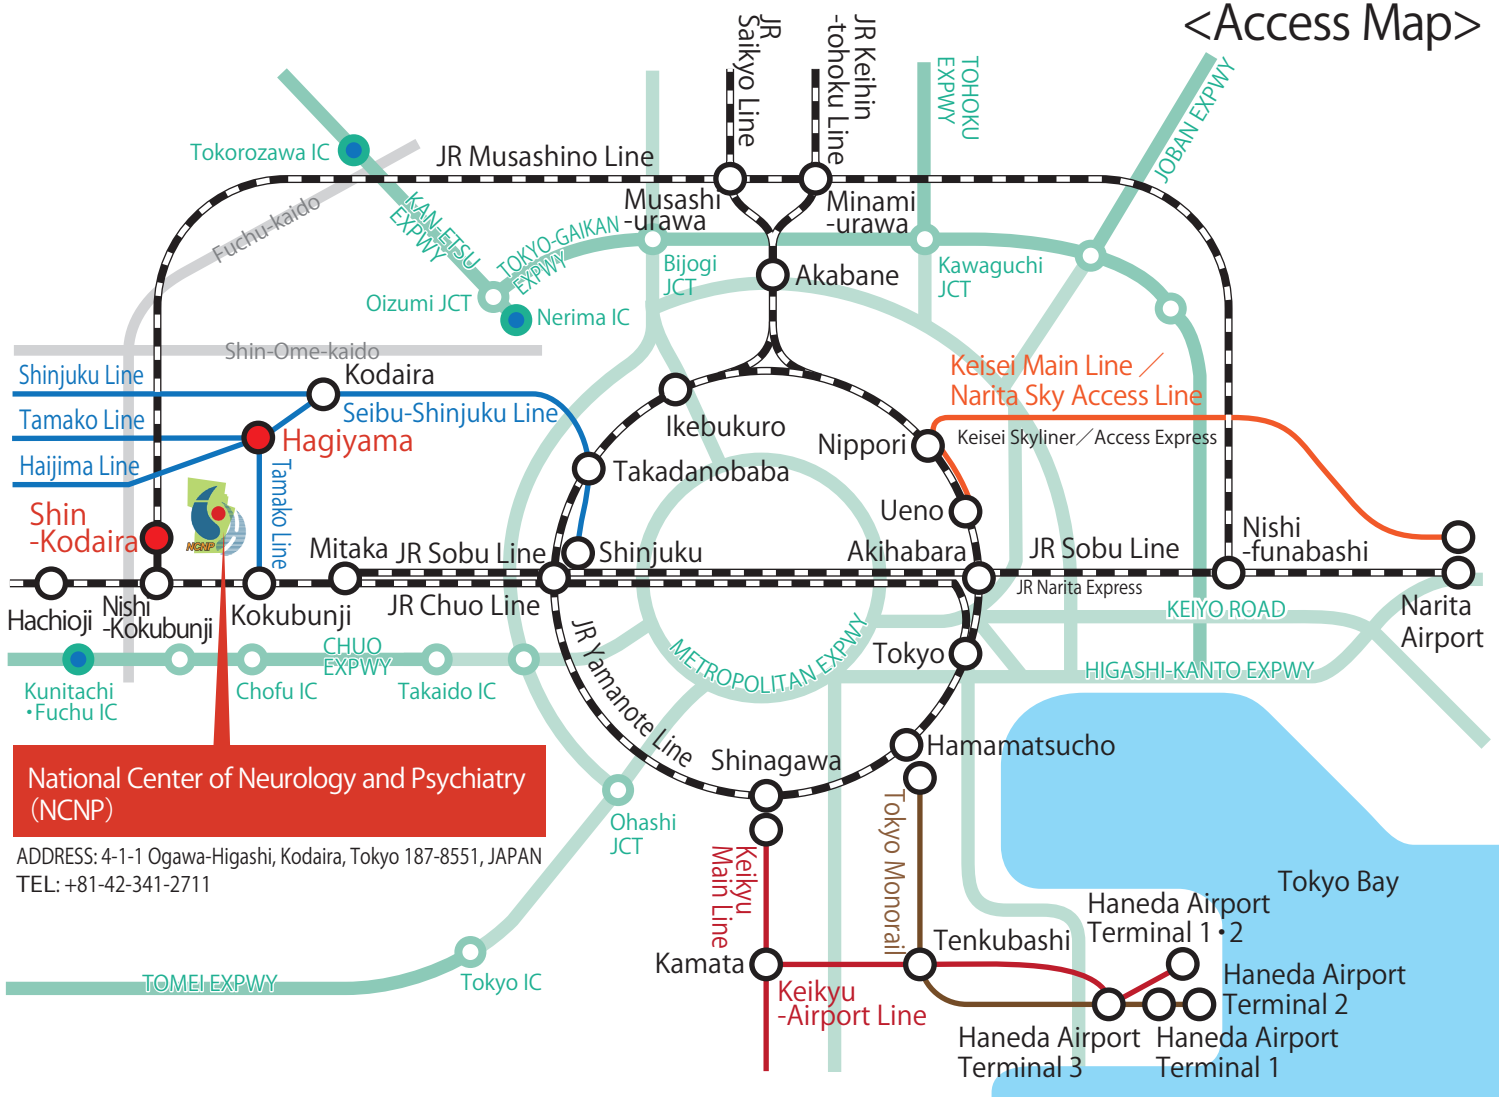 <Access Map>
JR
Saikyo Line
JR Keihin
-tohoku Line
TOHOKU
EXPWY
JOBAN EXPWY
Tokorozawa IC
JR Musashino Line
Fuchu-kaido
KAN-ETSU
EXPWY
TOKYO-GAIKAN
EXPWY
Musashi
-urawa
Minami
-urawa
Bijogi
JCT
Akabane
Kawaguchi
JCT
Oizumi JCT
Nerima IC
Shin-Ome-kaido
Shinjuku Line
Kodaira
Seibu-Shinjuku Line
Tamako Line
Hagiyama
Haijima Line
Tamako Line
Ikebukuro
Takadanobaba
Keisei Main Line／
Narita Sky Access Line
Nippori
Keisei Skyliner／Access Express
Ueno
Shin
-Kodaira
NCNP
Mitaka
JR Sobu Line
Shinjuku
Akihabara
JR Sobu Line
Nishi
-funabashi
JR Narita Express
Hachioji
Nishi
-Kokubunji
Kokubunji
JR Chuo Line
KEIYO ROAD
Narita
Airport
CHUO
EXPWY
JR Yamanote Line
METROPOLITAN EXPWY
Tokyo
HIGASHI-KANTO EXPWY
Kunitachi
・Fuchu IC
Chofu IC
Takaido IC
Hamamatsucho
Shinagawa
National Center of Neurology and Psychiatry
（NCNP）
ADDRESS: 4-1-1 Ogawa-Higashi, Kodaira, Tokyo 187-8551, JAPAN
TEL: +81-42-341-2711
Ohashi
JCT
Keikyu
Main Line
Tokyo Monorail
Tokyo Bay
Haneda Airport
Terminal 1・2
Tenkubashi
Kamata
Keikyu
-Airport Line
Haneda Airport
Terminal 2
Haneda Airport
Terminal 3
Haneda Airport
Terminal 1
TOMEI EXPWY
Tokyo IC